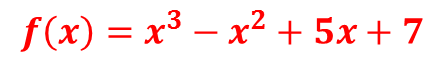 f(x) = x³ − x² + 5x + 7